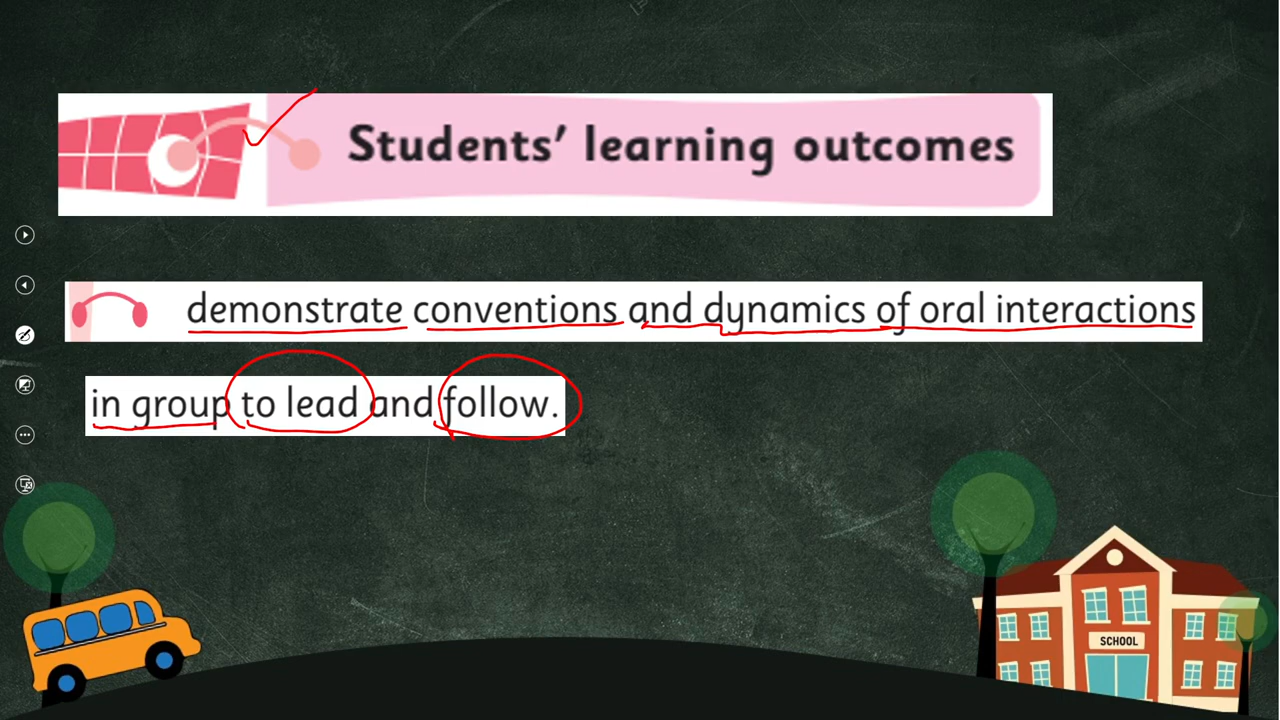 Students' learning outcomes
demonstrate conventions and dynamics of oral interactions
in group to lead and follow.
SCHOOL